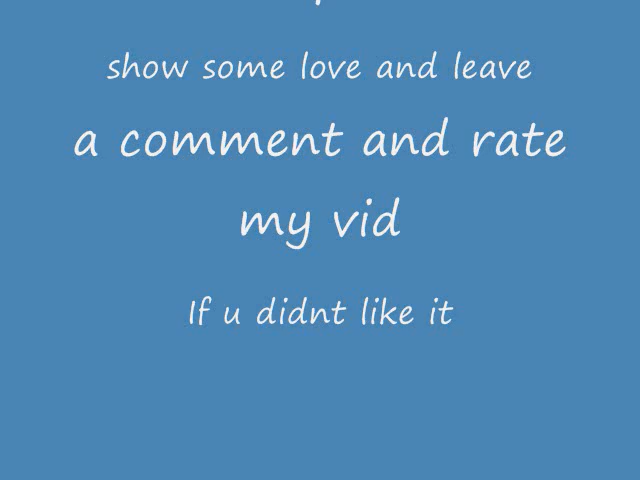 show some love and leave
a comment and rate
my vid
If u didnt like it